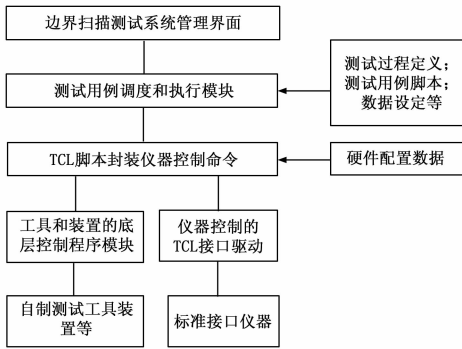 边界扫描测试系统管理界面
测试用例调度和执行模块
测试过程定义;
测试用例脚本;
数据设定等
TCL脚本封装仪器控制命令
硬件配置数据
工具和装置的底
层控制程序模块
仪器控制的
TCL接口驱动
自制测试工具装
置等
标准接口仪器